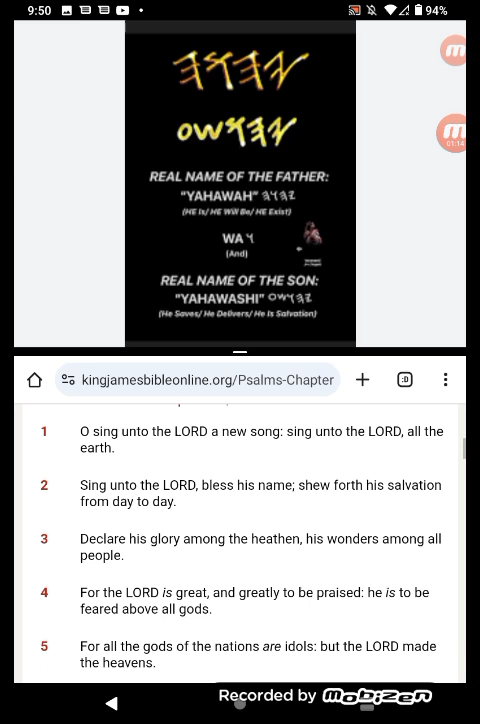 9:50
94%
𐤉𐤄𐤅𐤄
𐤉𐤄𐤅𐤔𐤏
01:14
REAL NAME OF THE FATHER:
"YAHAWAH" 𐤉𐤄𐤅𐤄
(HE Is/ HE Will Be/ HE Exist)
WA 𐤅
(And)
REAL NAME OF THE SON:
"YAHAWASHI" 𐤉𐤄𐤅𐤔𐤏
(He Saves/ He Delivers/ He Is Salvation)
kingjamesbibleonline.org/Psalms-Chapter
:D
1 O sing unto the LORD a new song: sing unto the LORD, all the
earth.
2 Sing unto the LORD, bless his name; shew forth his salvation
from day to day.
3 Declare his glory among the heathen, his wonders among all
people.
4 For the LORD is great, and greatly to be praised: he is to be
feared above all gods.
5 For all the gods of the nations are idols: but the LORD made
the heavens.
Recorded by Mobizen